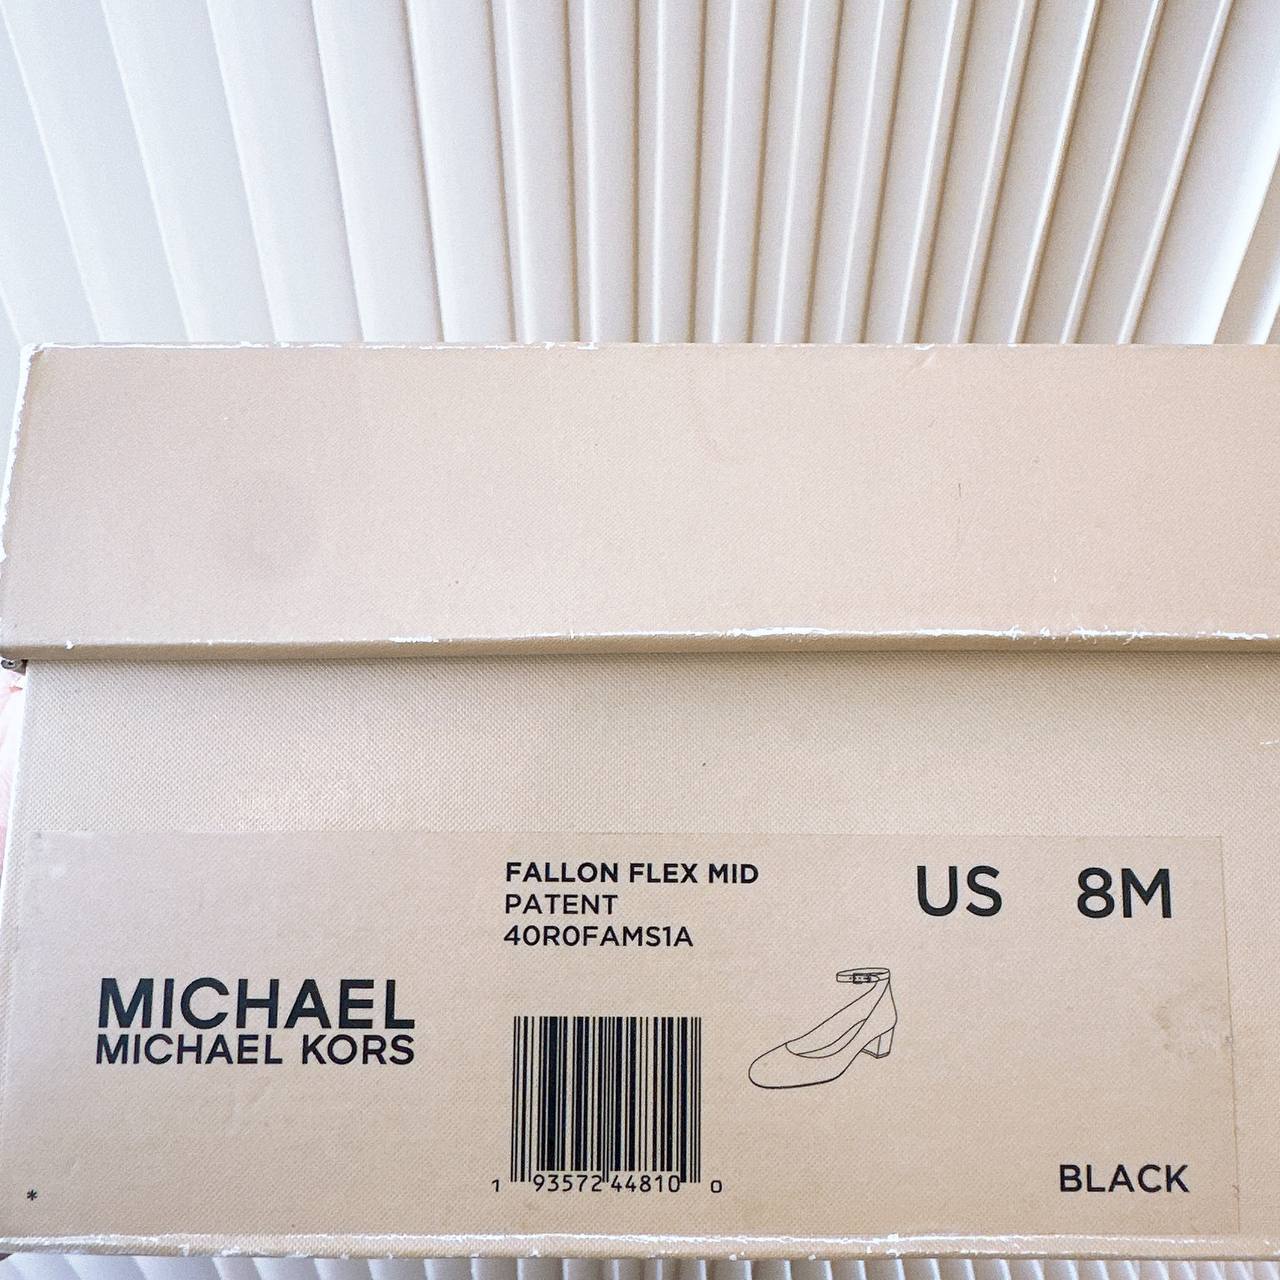 FALLON FLEX MID
PATENT
40R0FAMS1A
US 8M
MICHAEL
MICHAEL KORS
1 93572 44810 0
BLACK
*